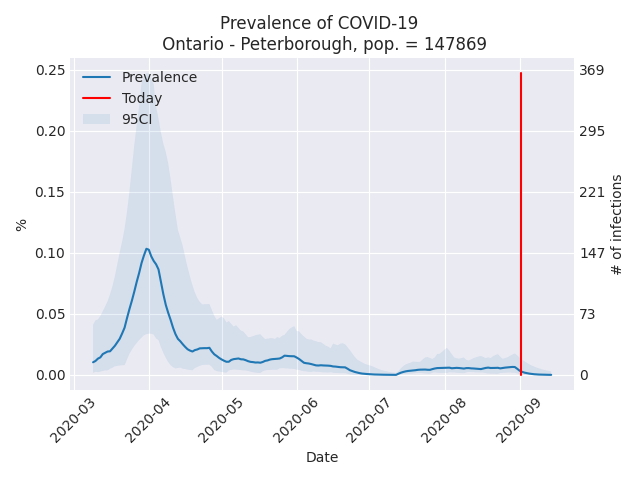 Prevalence of COVID-19
Ontario - Peterborough, pop. = 147869
Prevalence
Today
95CI
0.25
0.20
0.15
0.10
0.05
0.00
%
369
295
221
147
73
0
# of infections
2020-03
2020-04
2020-05
2020-06
2020-07
2020-08
2020-09
Date